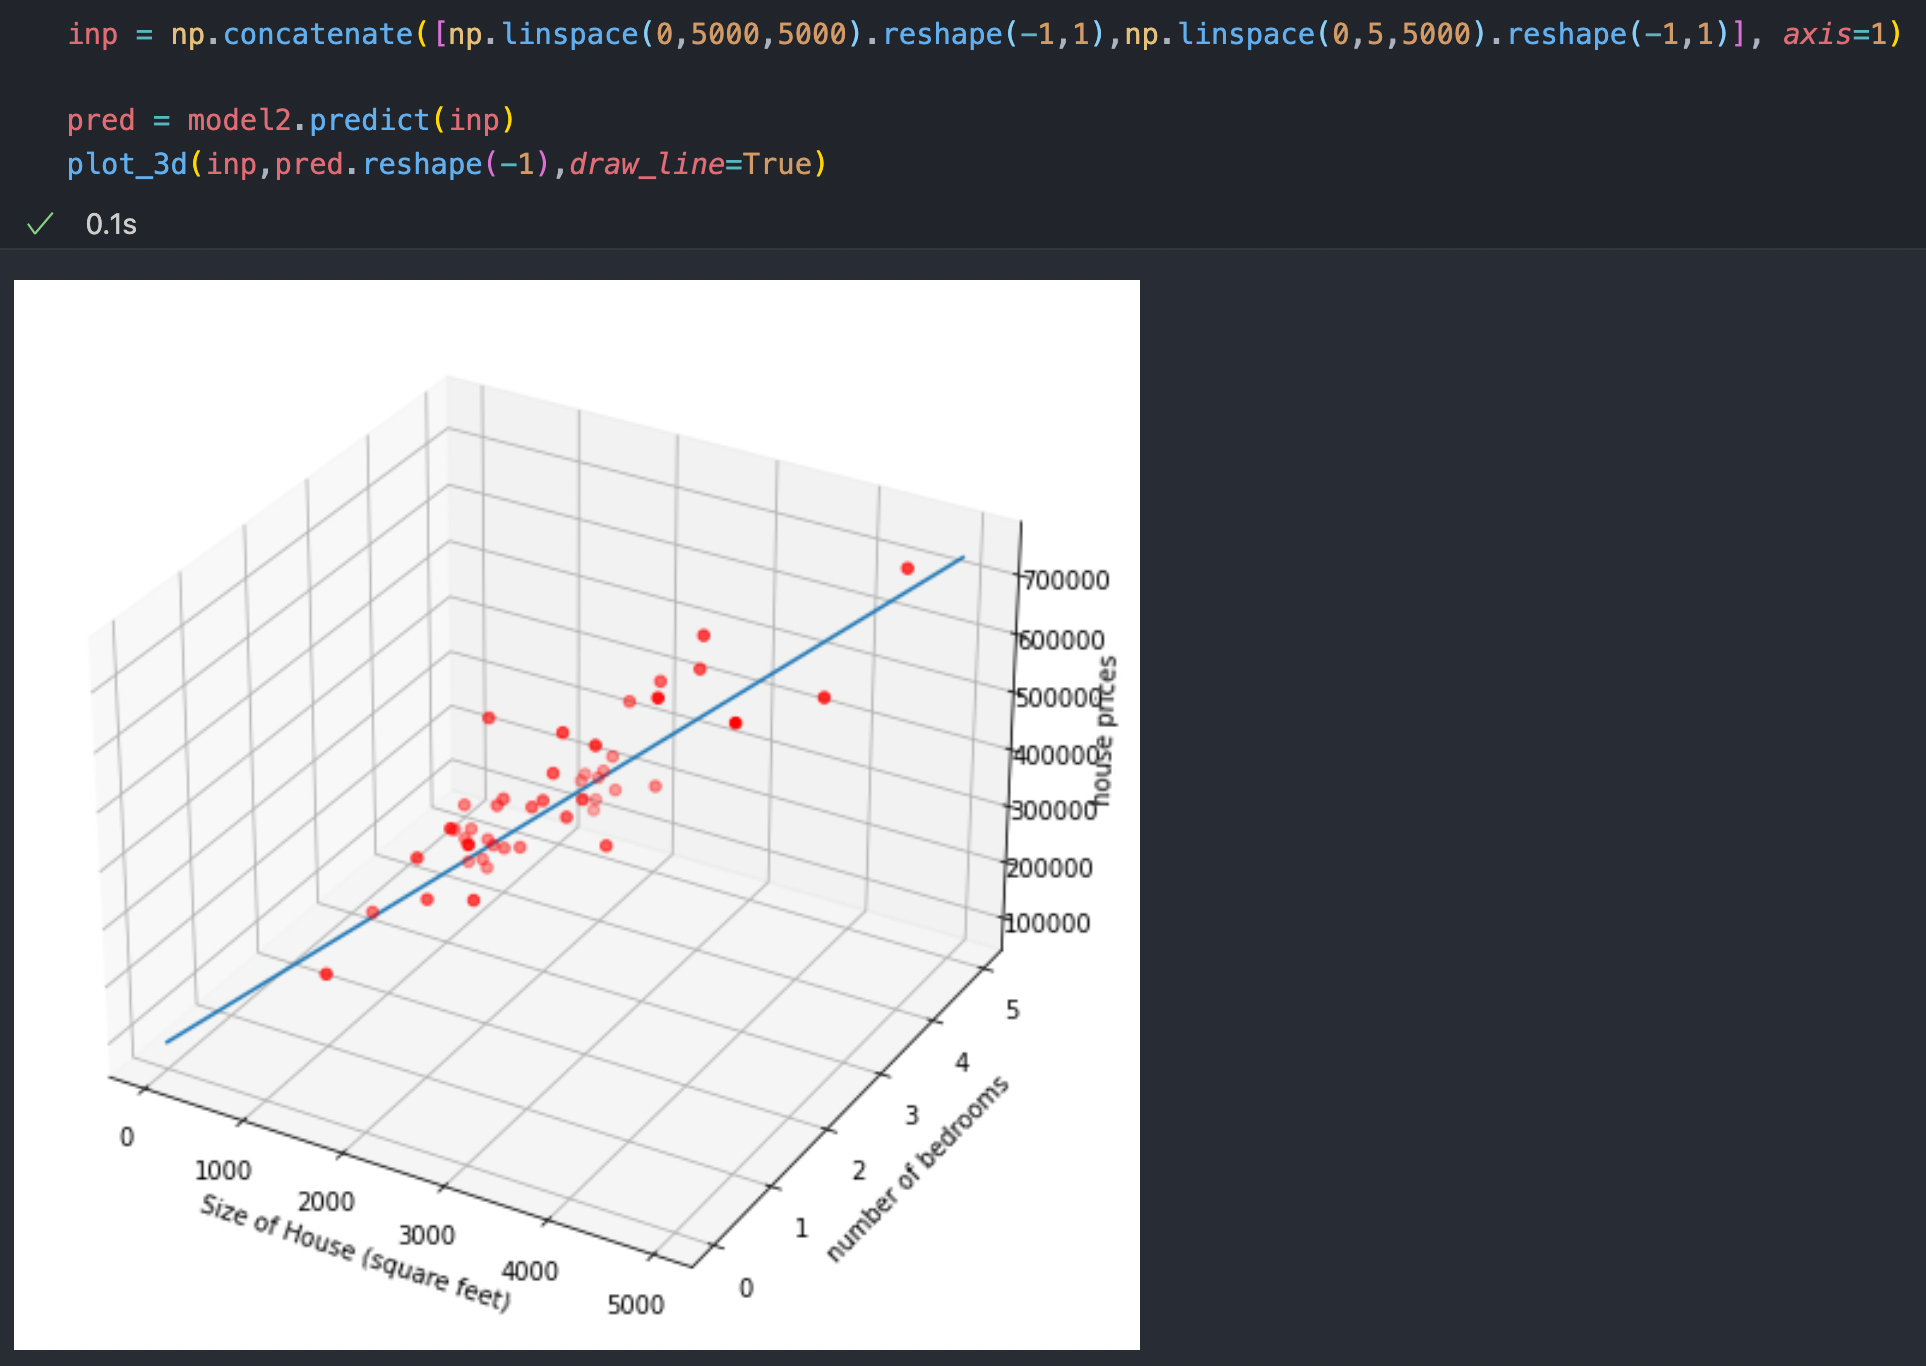 inp = np.concatenate([np.linspace(0,5000,5000).reshape(-1,1),np.linspace(0,5,5000).reshape(-1,1)], axis=1)
pred = model2.predict(inp)
plot_3d(inp,pred.reshape(-1),draw_line=True)
0.1s
700000
600000
500000
400000
300000
200000
100000
house prices
5
4
3
2
1
0
number of bedrooms
0
1000
2000
3000
4000
5000
Size of House (square feet)